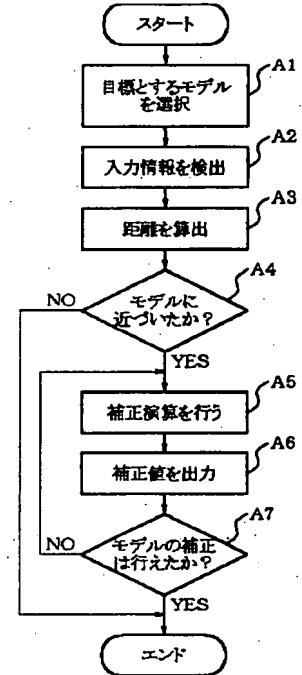 スタート
A1
目標とするモデル
を選択
A2
入力情報を検出
A3
距離を算出
A4
モデルに
近づいたか?
NO
YES
A5
補正演算を行う
A6
補正値を出力
A7
モデルの補正
は行えたか?
NO
YES
エンド